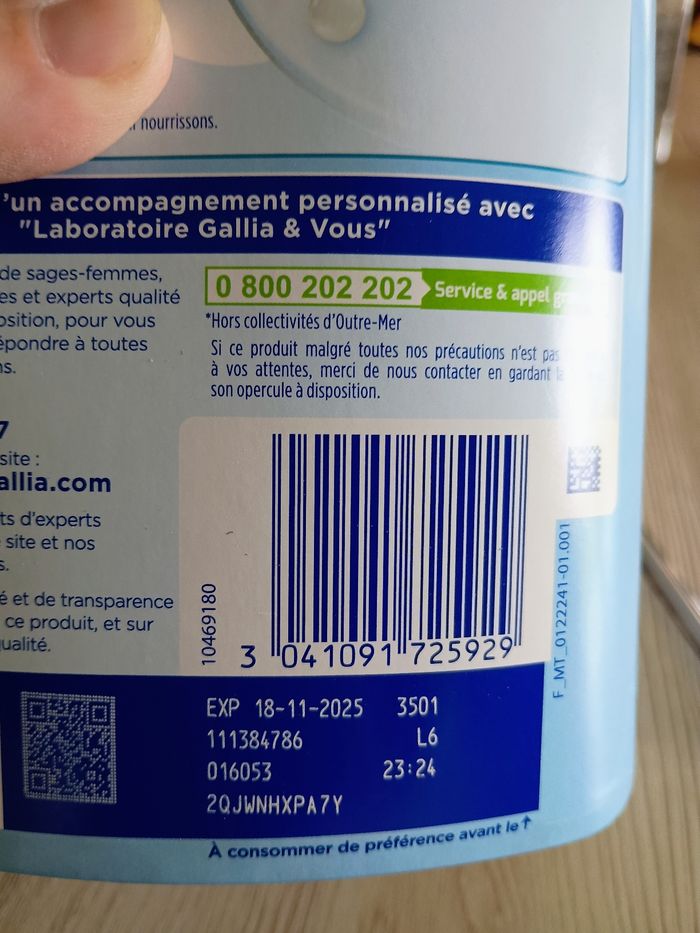 nourrissons.
'un accompagnement personnalisé avec
"Laboratoire Gallia & Vous"
de sages-femmes,
es et experts qualité
osition, pour vous
épondre à toutes
ns.
0 800 202 202 Service & appel
*Hors collectivités d'Outre-Mer
Si ce produit malgré toutes nos précautions n'est pas
à vos attentes, merci de nous contacter en gardant
son opercule à disposition.
7
site :
allia.com
ts d'experts
site et nos
s.
é et de transparence
ce produit, et sur
ualité.
10469180
3 041091 725929
F_MT_0122241-01.001
EXP 18-11-2025 3501
111384786 L6
016053 23:24
2QJWNHXPA7Y
À consommer de préférence avant le↑